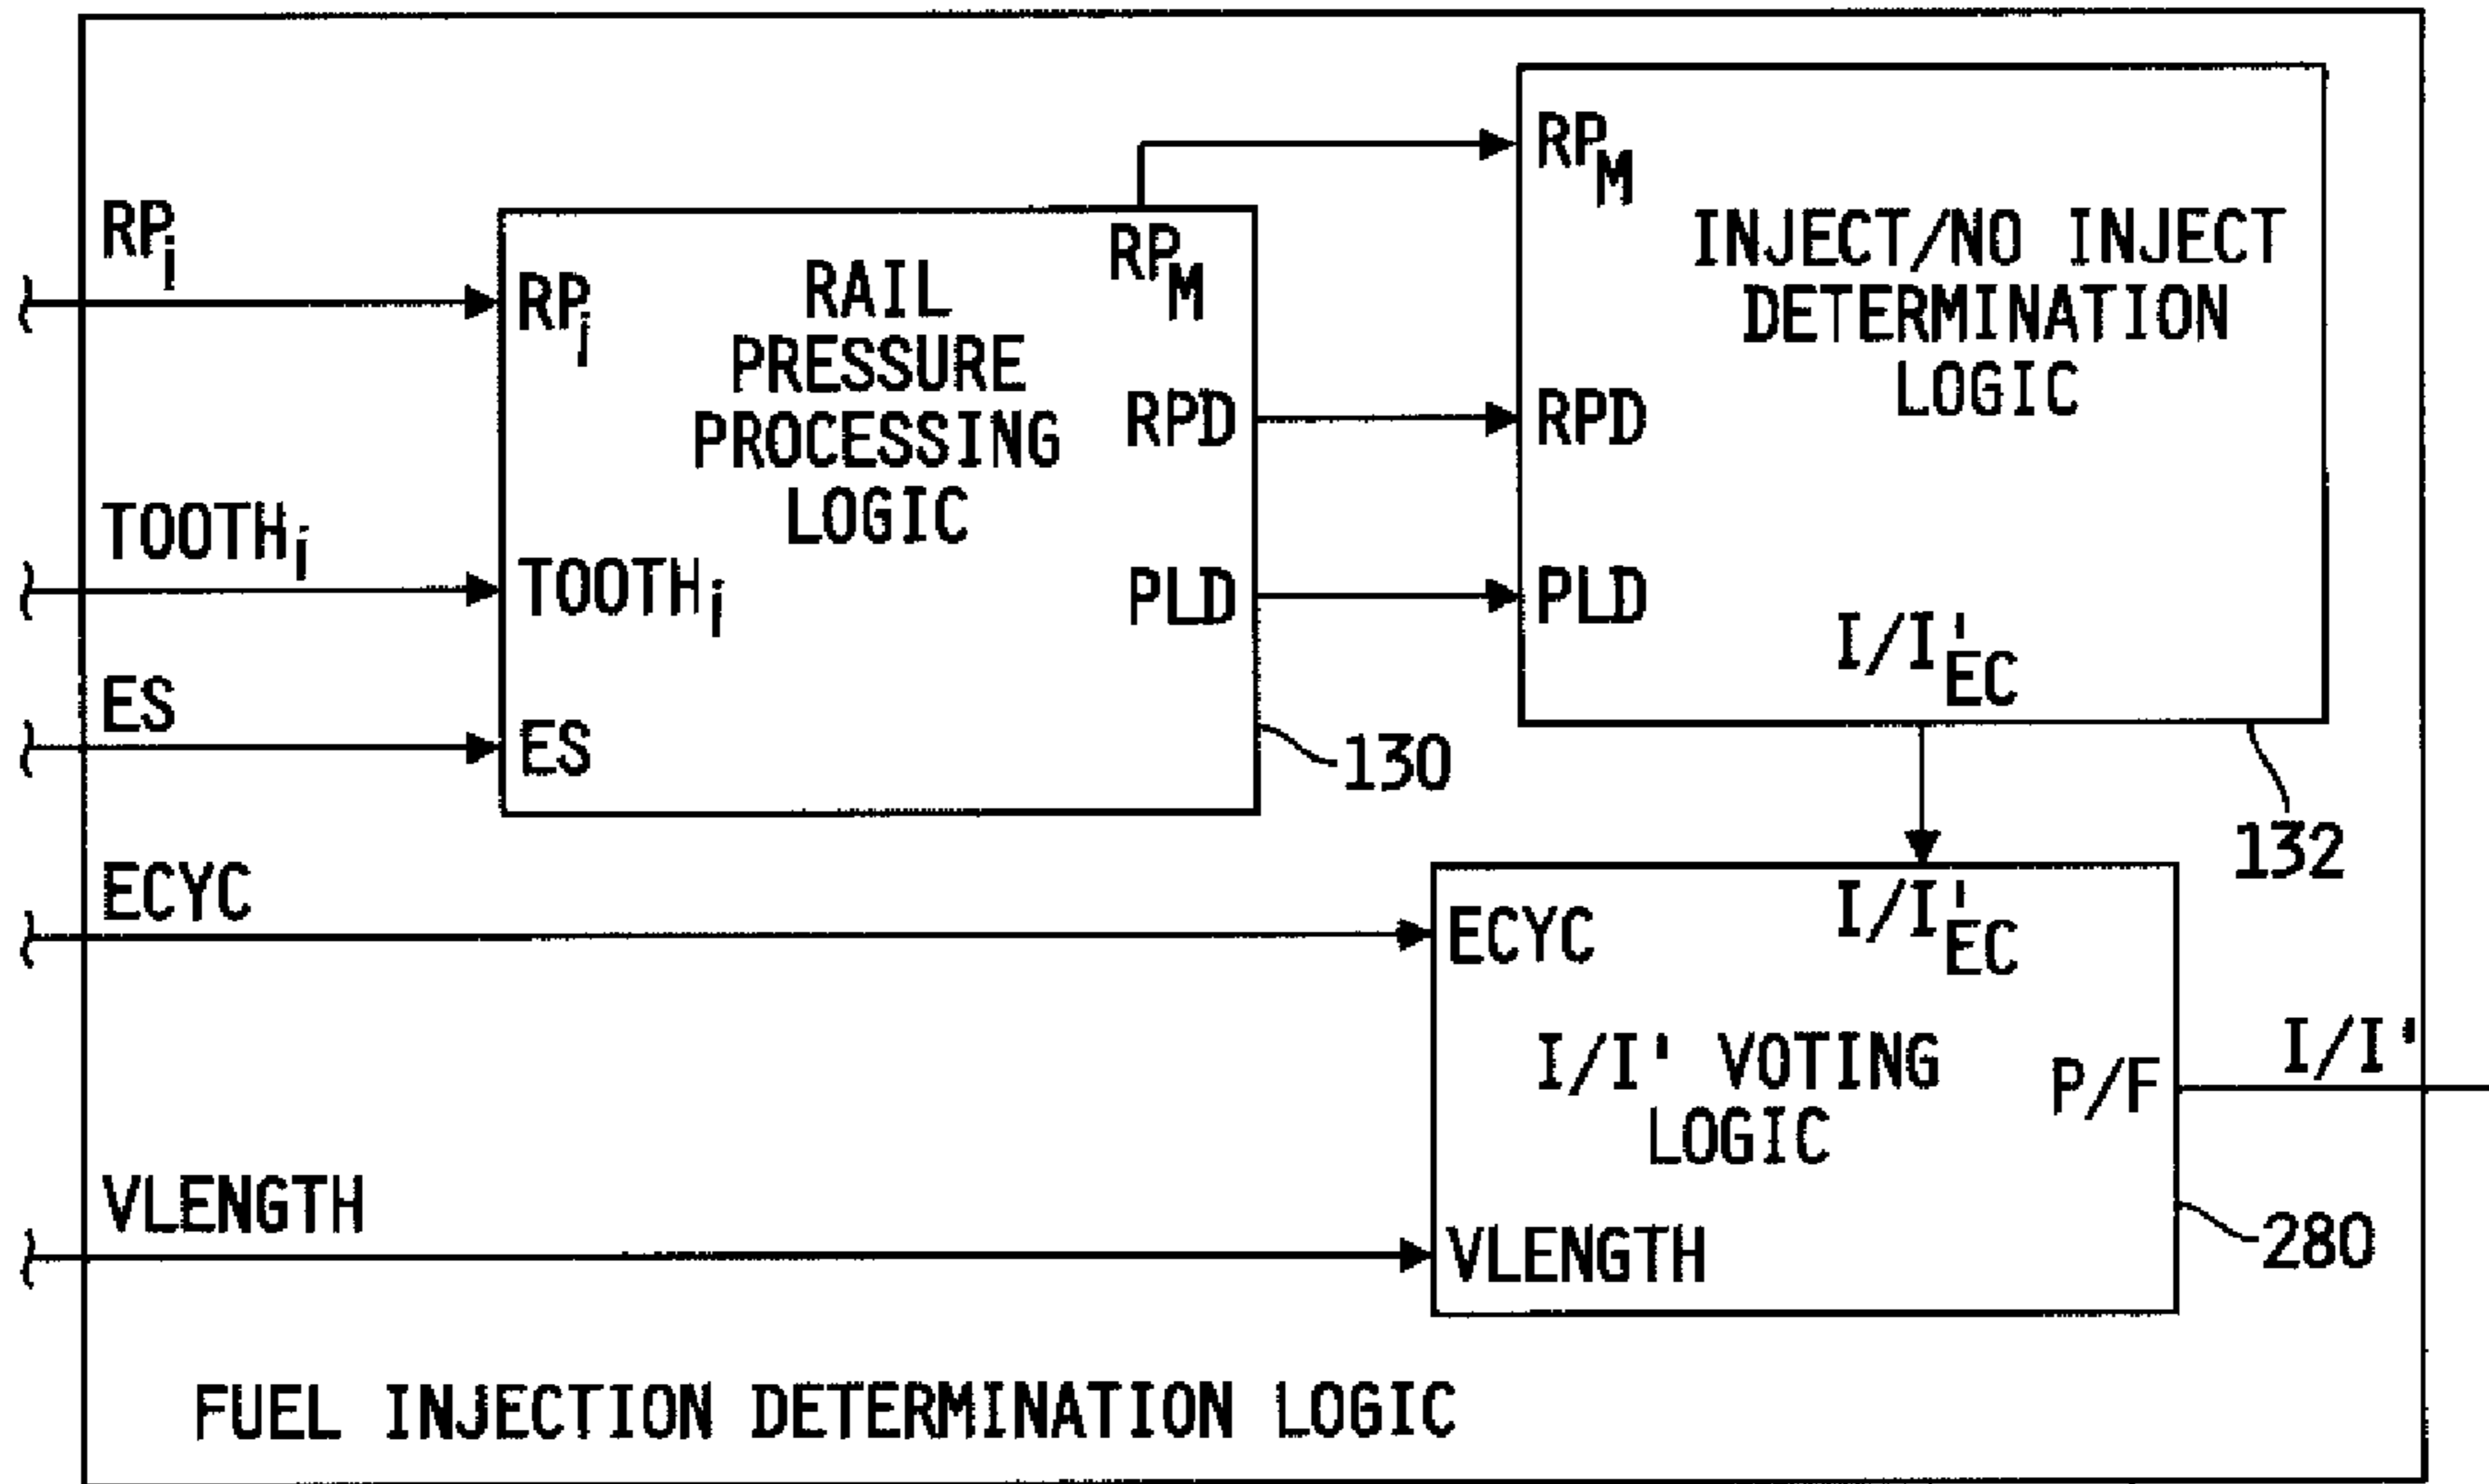 RPi
RPi
RAIL
PRESSURE
PROCESSING
LOGIC
RPM
RPD
PLD
TOOTHi
TOOTHi
ES
ES
130
RPM
INJECT/NO INJECT
DETERMINATION
LOGIC
RPD
PLD
I/I'EC
132
ECYC
ECYC
I/I'EC
I/I' VOTING
LOGIC
P/F
I/I'
VLENGTH
VLENGTH
280
FUEL INJECTION DETERMINATION LOGIC